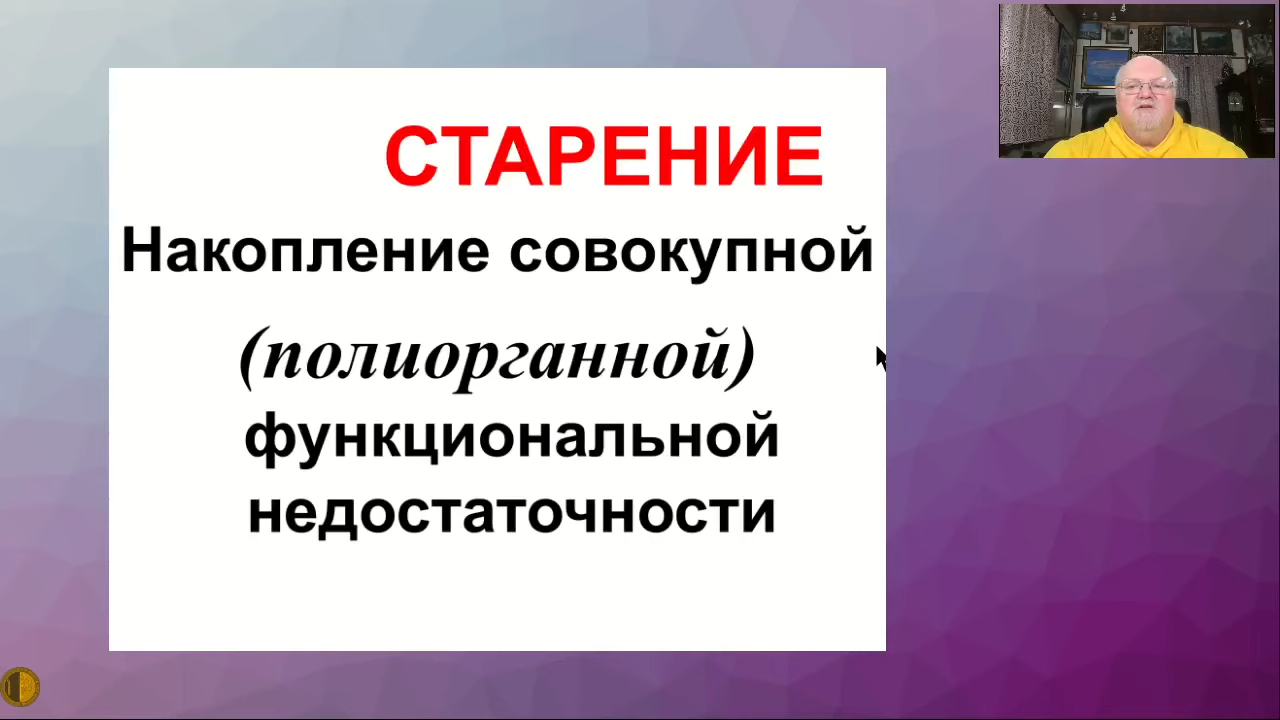 СТАРЕНИЕ
Накопление совокупной
(полиорганной)
функциональной
недостаточности